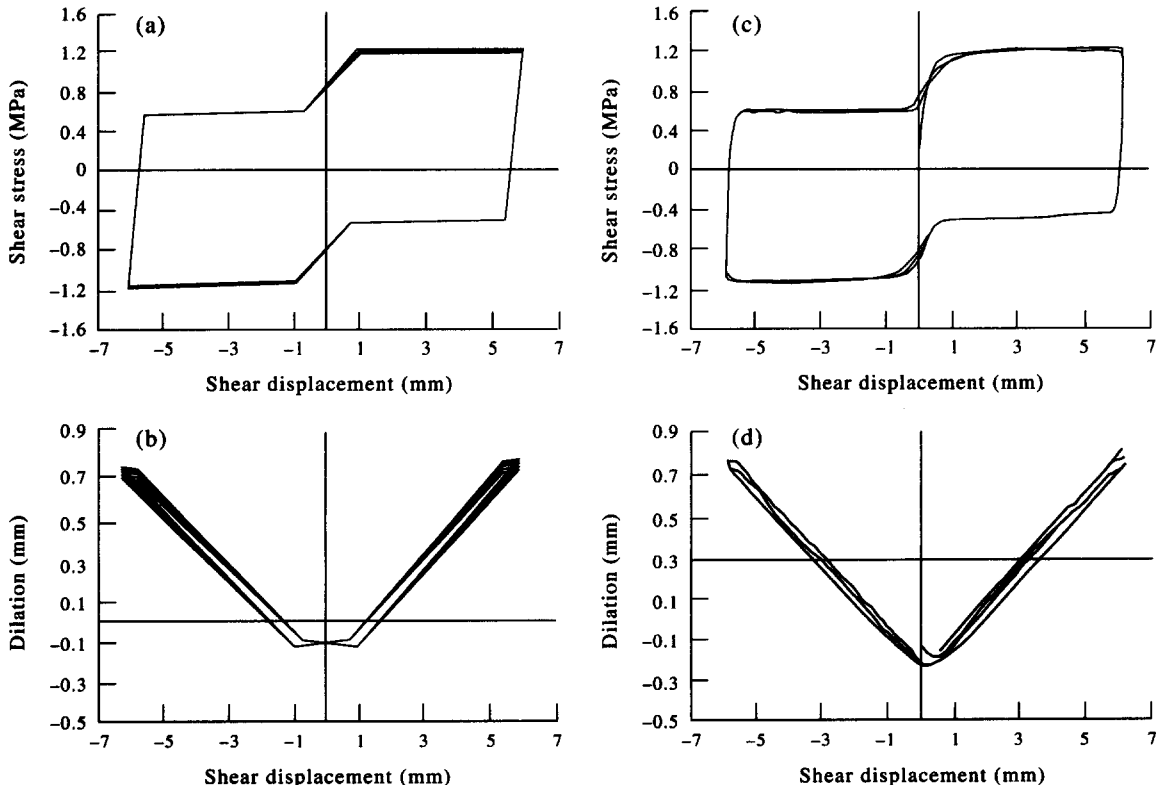 (a)
Shear stress (MPa)
1.6
1.2
0.8
0.4
0
−0.4
−0.8
−1.2
−1.6
−7 −5 −3 −1 1 3 5 7
Shear displacement (mm)
(c)
Shear stress (MPa)
1.6
1.2
0.8
0.4
0
−0.4
−0.8
−1.2
−1.6
−7 −5 −3 −1 1 3 5 7
Shear displacement (mm)
(b)
Dilation (mm)
0.9
0.7
0.5
0.3
0.1
−0.1
−0.3
−0.5
−7 −5 −3 −1 1 3 5 7
Shear displacement (mm)
(d)
Dilation (mm)
0.9
0.7
0.5
0.3
0.1
−0.1
−0.3
−0.5
−7 −5 −3 −1 1 3 5 7
Shear displacement (mm)